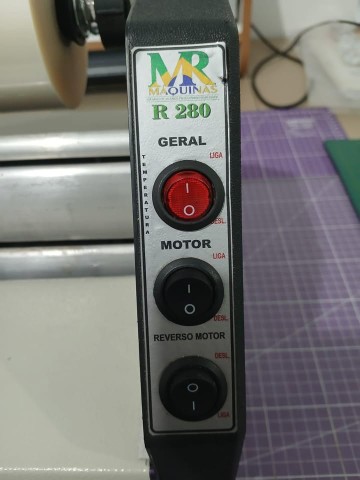 MR
MAQUINAS
R 280
GERAL
LIGA
TEMPERATURA
I
O
DESL.
MOTOR
LIGA
I
O
DESL.
REVERSO MOTOR
DESL.
O
I
LIGA